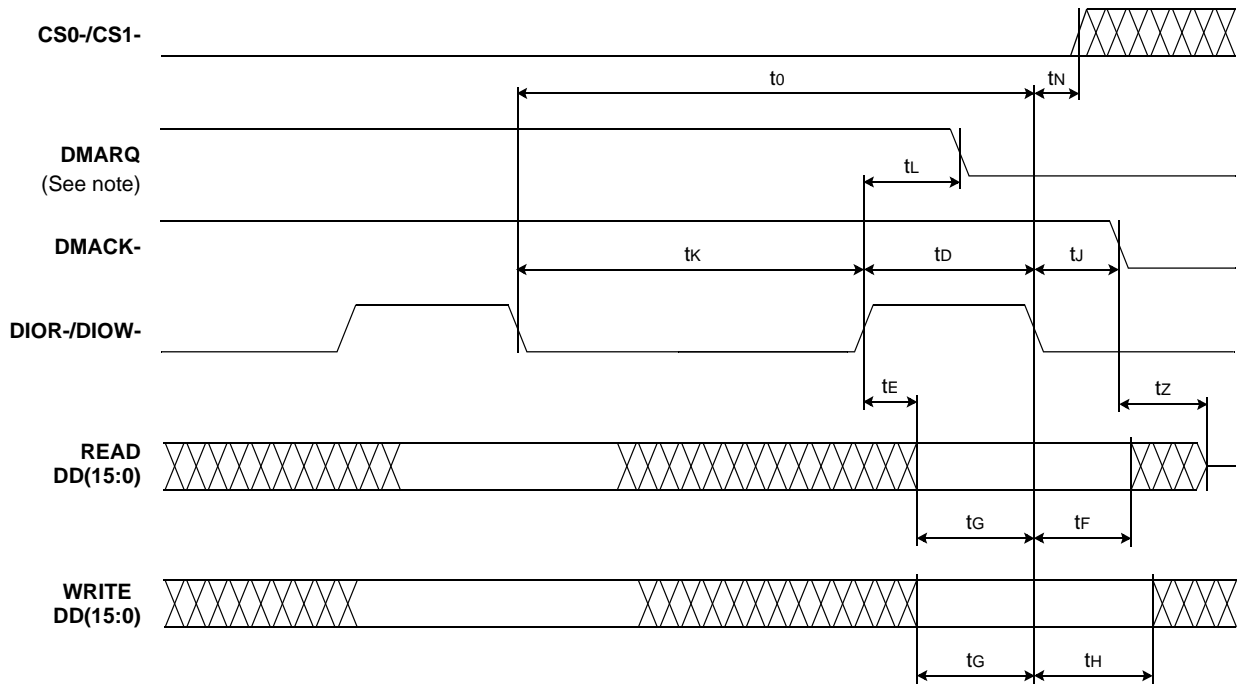 CS0-/CS1-
t0
tN
DMARQ
(See note)
tL
DMACK-
tK
tD
tJ
DIOR-/DIOW-
tE
tZ
READ
DD(15:0)
tG
tF
WRITE
DD(15:0)
tG
tH